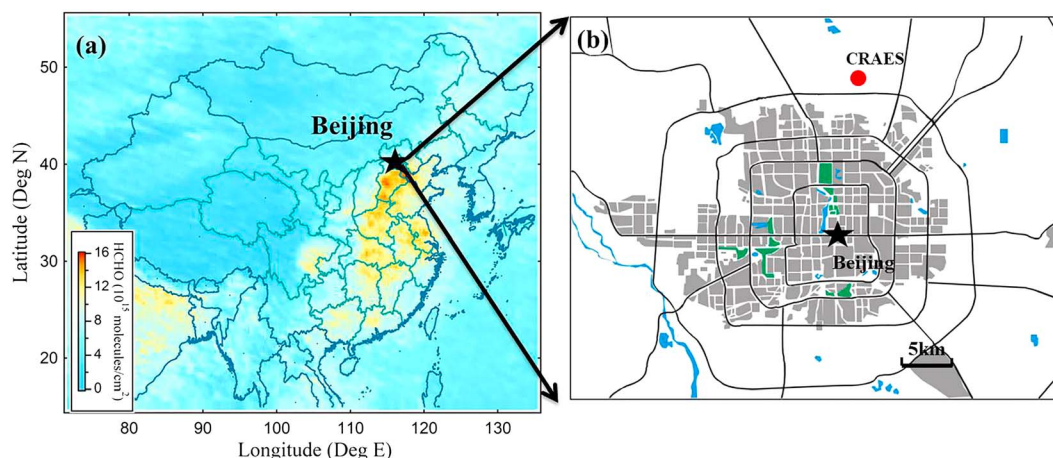 (a)
Beijing
50
40
30
20
Latitude (Deg N)
16
12
8
4
0
HCHO (10^15 molecules/cm^2)
80
90
100
110
120
130
Longitude (Deg E)
(b)
CRAES
Beijing
5km